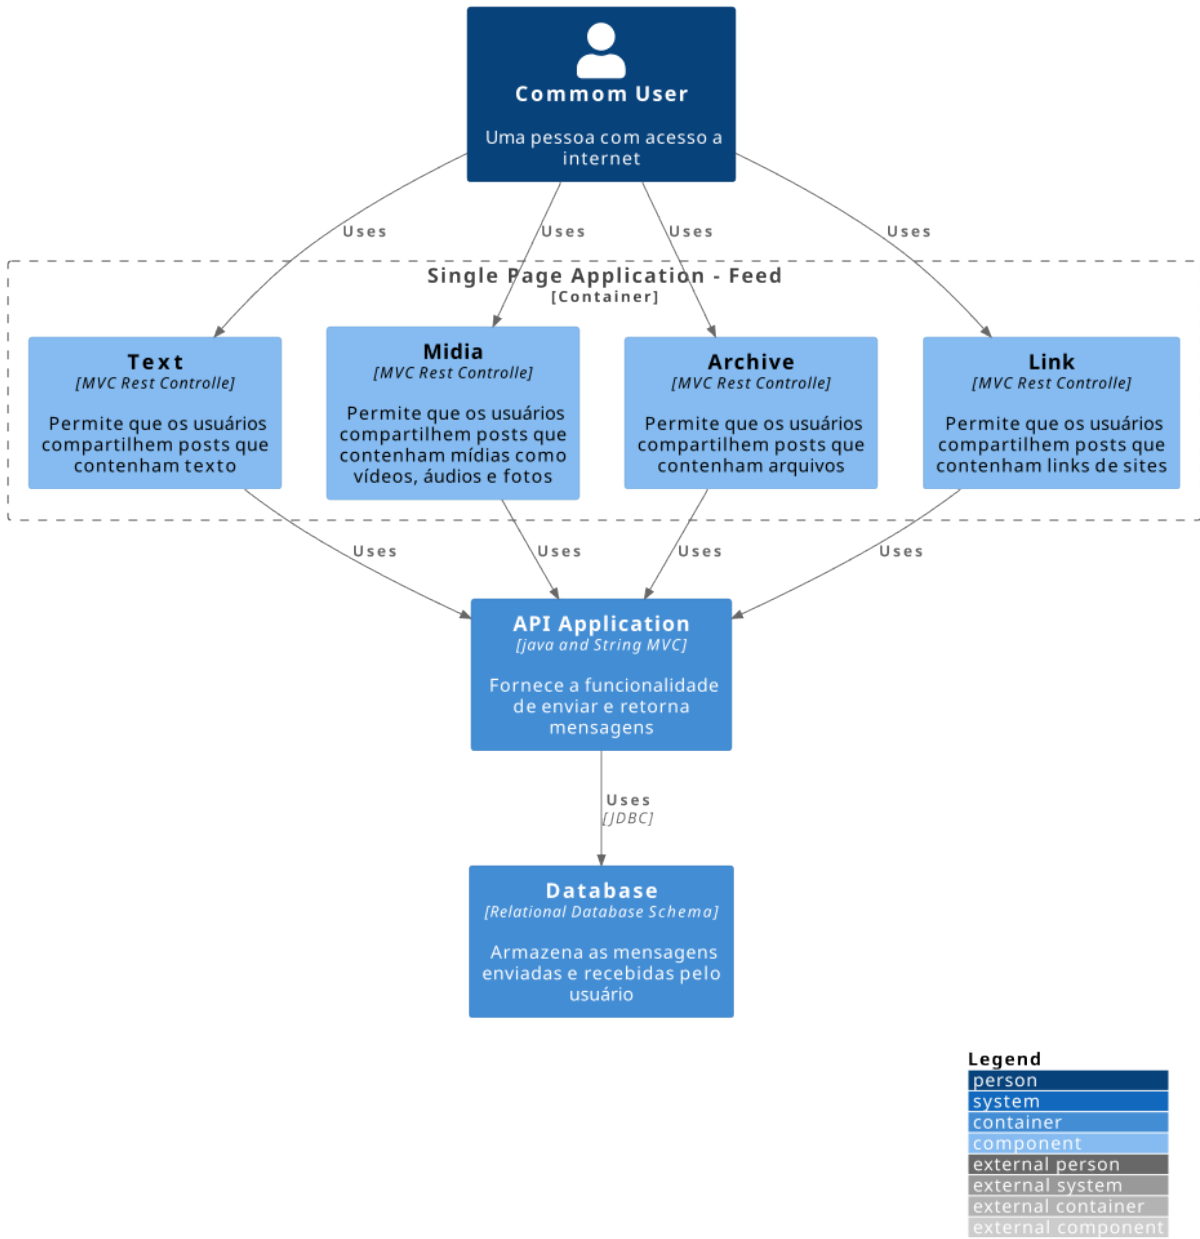 Commom User
Uma pessoa com acesso a
internet
Uses
Uses
Uses
Uses
Single Page Application - Feed
[Container]
Text
[MVC Rest Controlle]
Permite que os usuários
compartilhem posts que
contenham texto
Midia
[MVC Rest Controlle]
Permite que os usuários
compartilhem posts que
contenham mídias como
vídeos, áudios e fotos
Archive
[MVC Rest Controlle]
Permite que os usuários
compartilhem posts que
contenham arquivos
Link
[MVC Rest Controlle]
Permite que os usuários
compartilhem posts que
contenham links de sites
Uses
Uses
Uses
Uses
API Application
[java and String MVC]
Fornece a funcionalidade
de enviar e retorna
mensagens
Uses
[JDBC]
Database
[Relational Database Schema]
Armazena as mensagens
enviadas e recebidas pelo
usuário
Legend
person
system
container
component
external person
external system
external container
external component